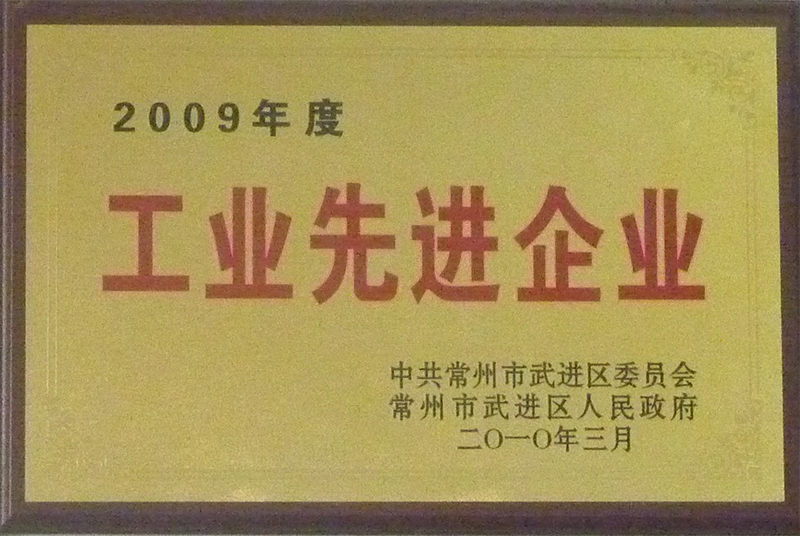 2009年度
工业先进企业
中共常州市武进区委员会
常州市武进区人民政府
二〇一〇年三月